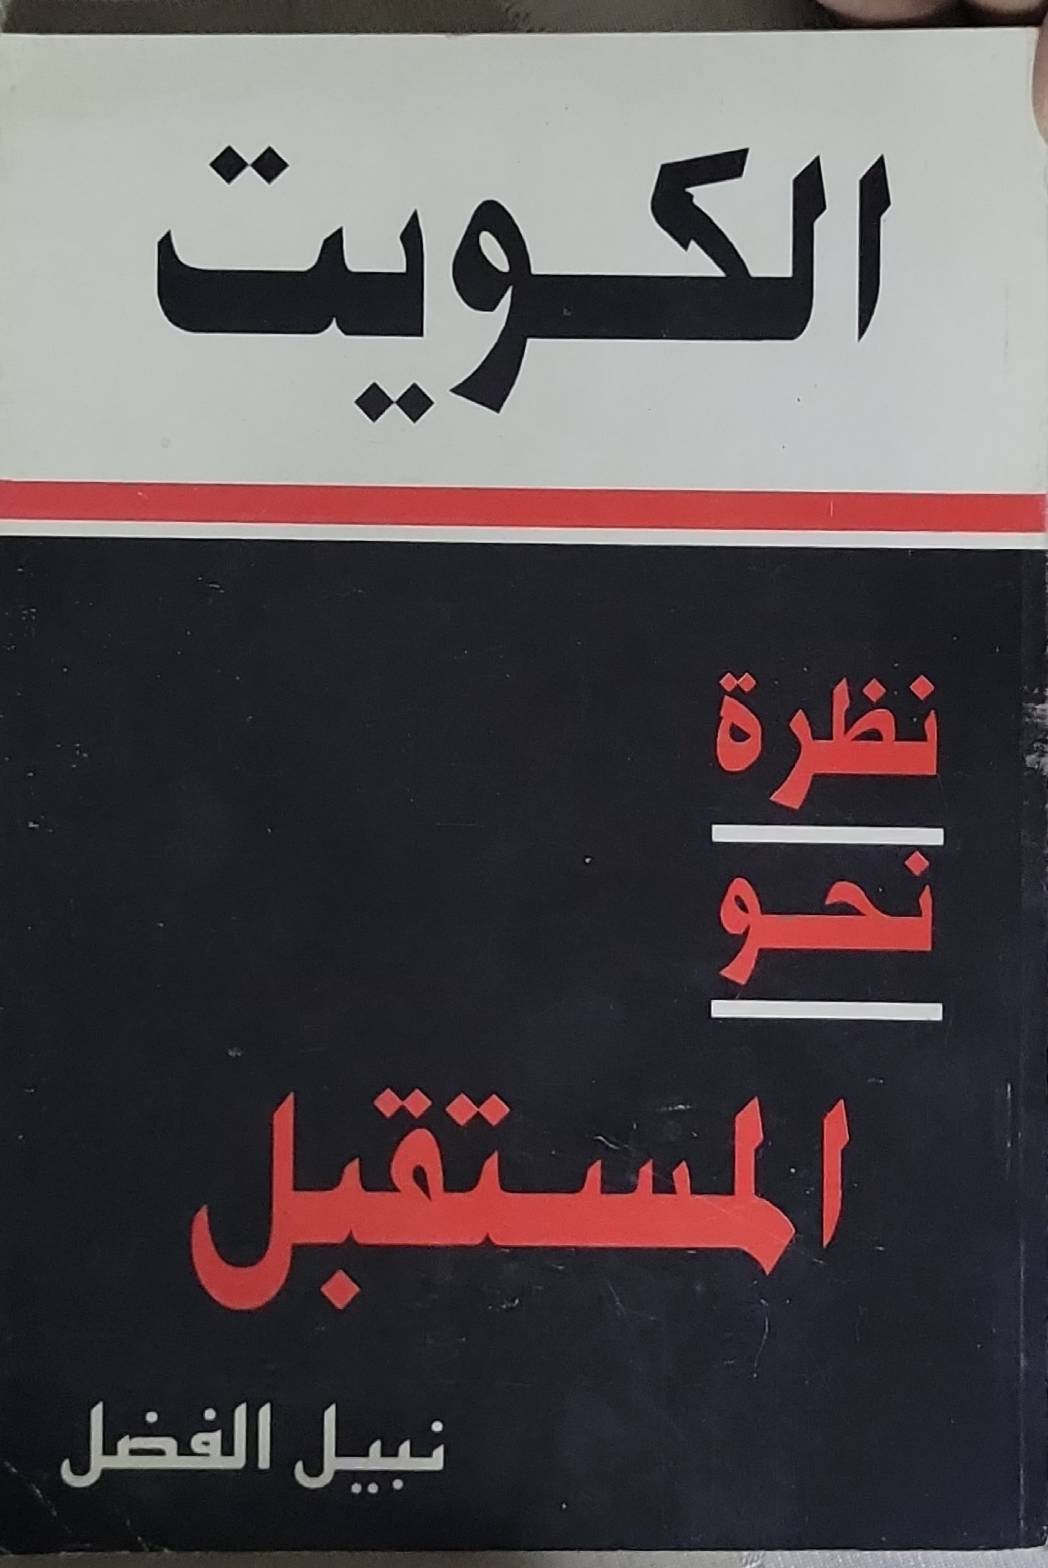 الكويت
نظرة
نحو
المستقبل
نبيل الفضل